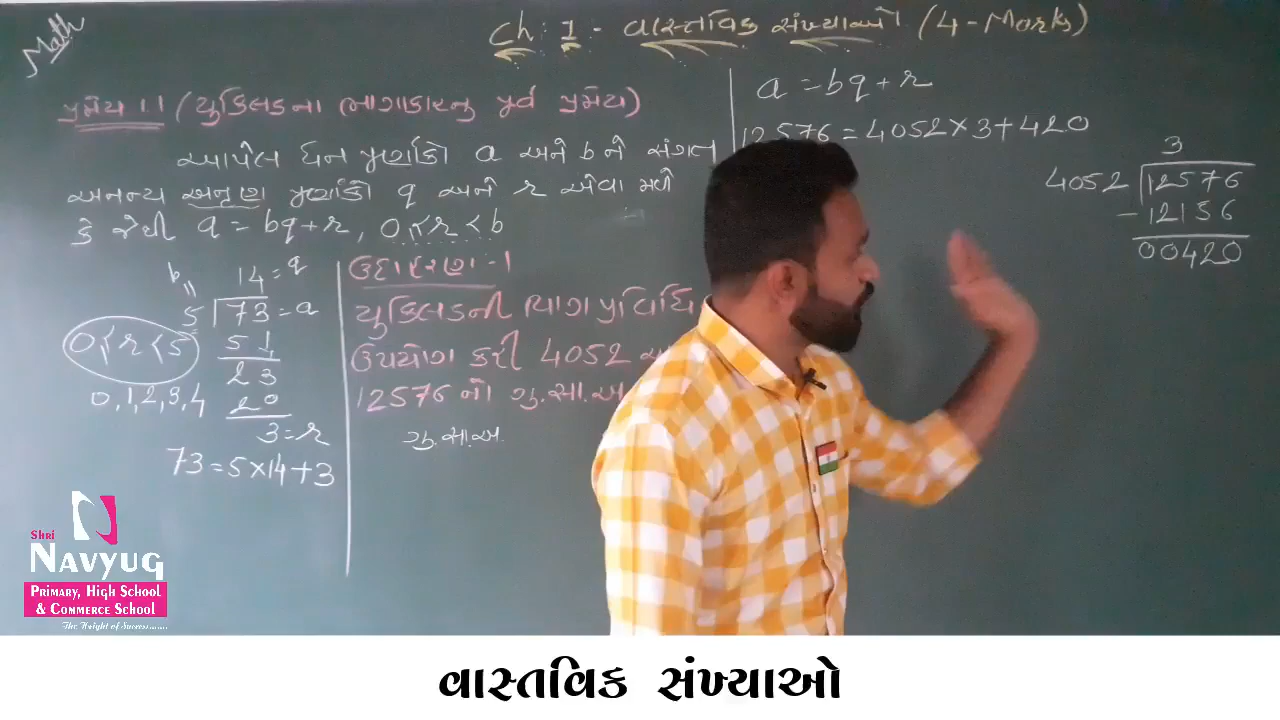 Math
Ch: 1 - વાસ્તવિક સંખ્યાઓ (4-Marks)
પ્રમેય 1.1 (યુક્લિડના ભાગાકારનું પૂર્વ પ્રમેય)
આપેલ ધન પૂર્ણાંકો a અને b ને સંગત
અનન્ય અનૃણ પૂર્ણાંકો q અને r એવા મળે
કે જેથી a = bq + r, 0 ≤ r < b
b
14 = q
5 73 = a
5
23
20
3 = r
0 ≤ r < 5
0, 1, 2, 3, 4
73 = 5 × 14 + 3
ઉદાહરણ :- 1
યુક્લિડની ભાગ પ્રવિધિ
ઉપયોગ કરી 4052
12576 નો ગુ.સા.અ
ગુ.સા.અ.
a = bq + r
12576 = 4052 × 3 + 420
3
4052 12576
- 12156
00420
Shri
NAVYUG
PRIMARY, HIGH SCHOOL
& COMMERCE SCHOOL
The Height of Success.......
વાસ્તવિક સંખ્યાઓ